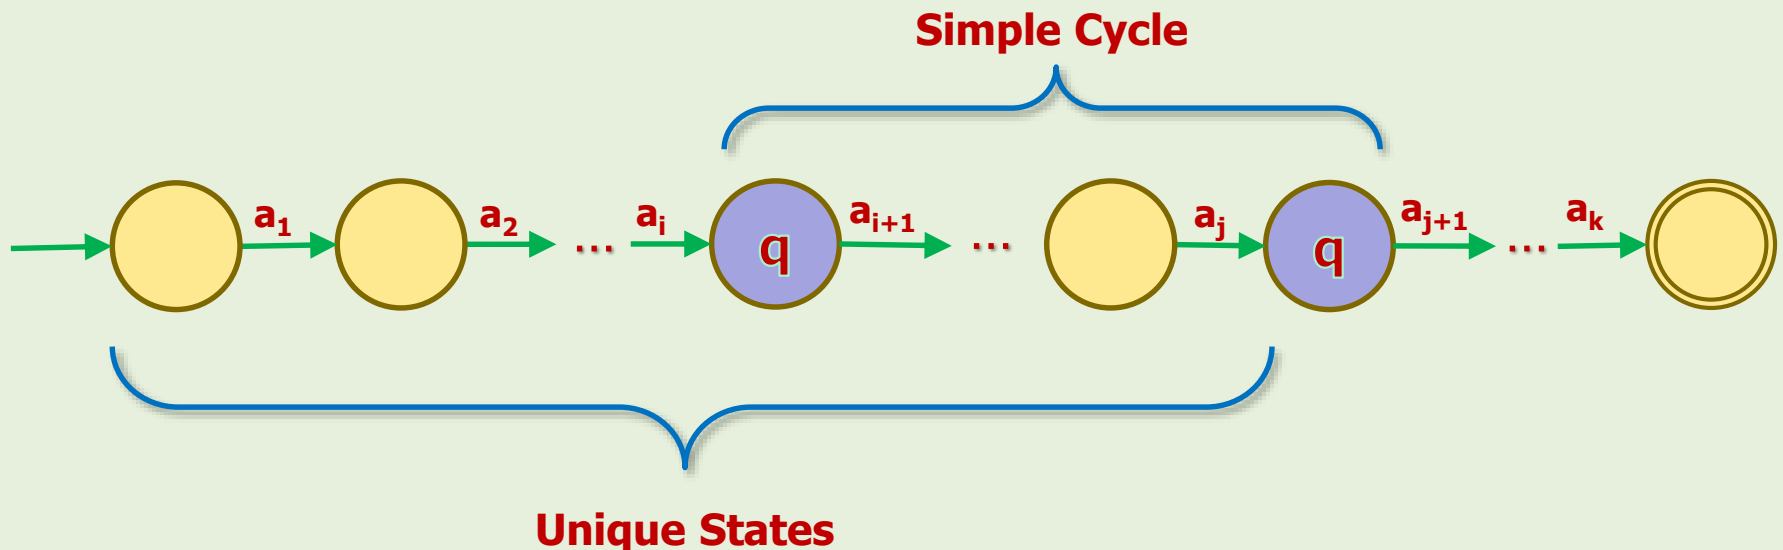 Simple Cycle
a1 a2 ... ai q ai+1 ... aj q aj+1 ... ak
Unique States